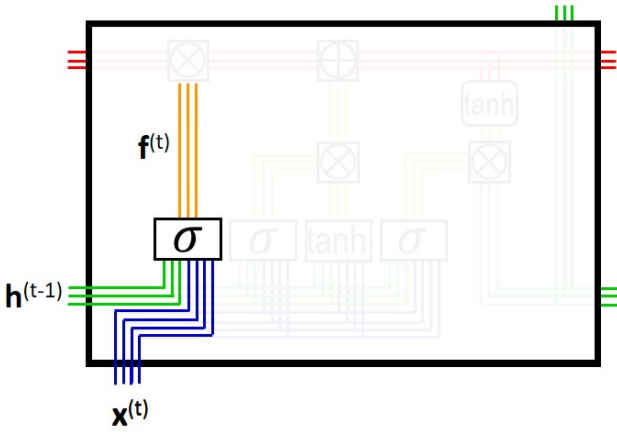 tanh
f(t)
σ
σ
tanh
σ
h(t-1)
x(t)